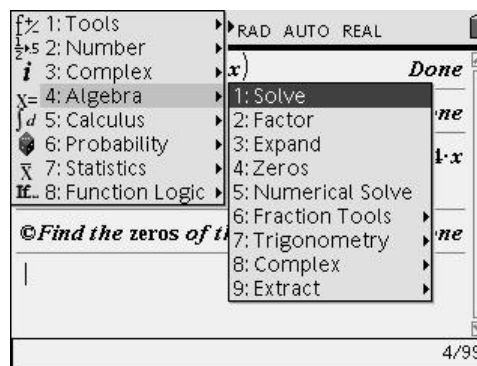 1: Tools
RAD AUTO REAL
2: Number
3: Complex
x) Done
4: Algebra
5: Calculus
6: Probability
7: Statistics
8: Function Logic
1: Solve
2: Factor
3: Expand
4: Zeros
5: Numerical Solve
6: Fraction Tools
7: Trigonometry
8: Complex
9: Extract
©Find the zeros of
4/99